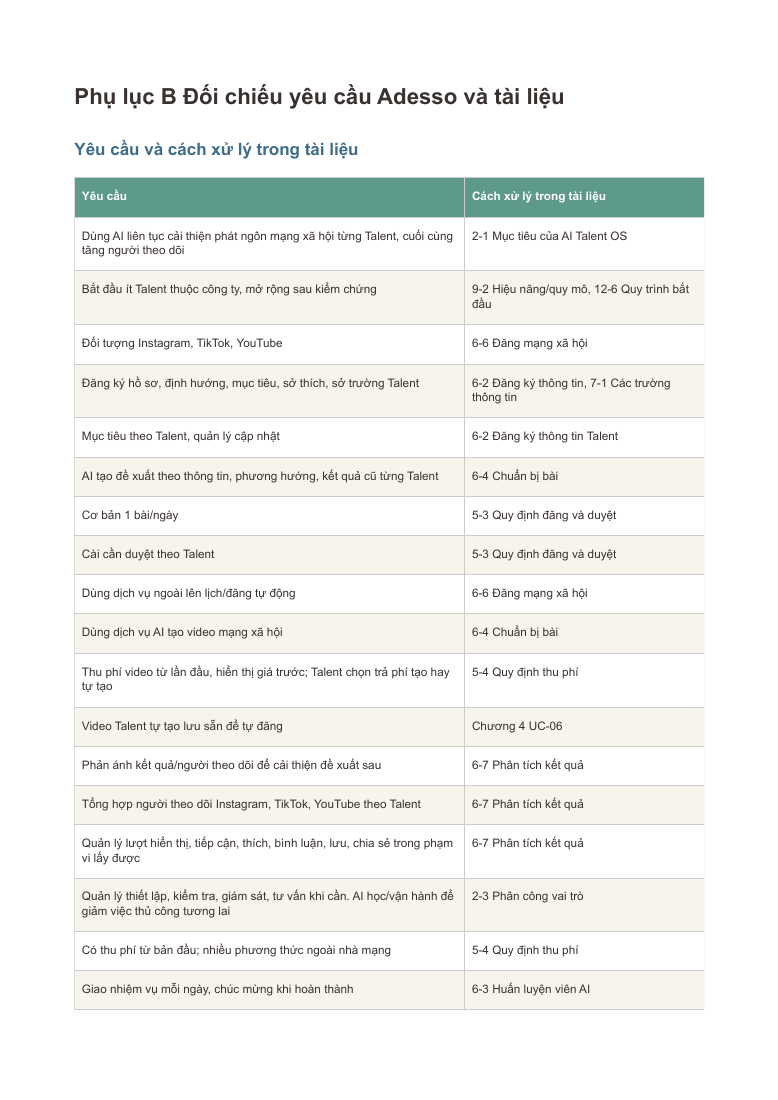 Phụ lục B Đối chiếu yêu cầu Adesso và tài liệu
Yêu cầu và cách xử lý trong tài liệu
Yêu cầu
Cách xử lý trong tài liệu
Dùng AI liên tục cải thiện phát ngôn mạng xã hội từng Talent, cuối cùng
tăng người theo dõi
2-1 Mục tiêu của AI Talent OS
Bắt đầu ít Talent thuộc công ty, mở rộng sau kiểm chứng
9-2 Hiệu năng/quy mô, 12-6 Quy trình bắt
đầu
Đối tượng Instagram, TikTok, YouTube
6-6 Đăng mạng xã hội
Đăng ký hồ sơ, định hướng, mục tiêu, sở thích, sở trường Talent
6-2 Đăng ký thông tin, 7-1 Các trường
thông tin
Mục tiêu theo Talent, quản lý cập nhật
6-2 Đăng ký thông tin Talent
AI tạo đề xuất theo thông tin, phương hướng, kết quả cũ từng Talent
6-4 Chuẩn bị bài
Cơ bản 1 bài/ngày
5-3 Quy định đăng và duyệt
Cài cần duyệt theo Talent
5-3 Quy định đăng và duyệt
Dùng dịch vụ ngoài lên lịch/đăng tự động
6-6 Đăng mạng xã hội
Dùng dịch vụ AI tạo video mạng xã hội
6-4 Chuẩn bị bài
Thu phí video từ lần đầu, hiển thị giá trước; Talent chọn trả phí tạo hay
tự tạo
5-4 Quy định thu phí
Video Talent tự tạo lưu sẵn để tự đăng
Chương 4 UC-06
Phản ánh kết quả/người theo dõi để cải thiện đề xuất sau
6-7 Phân tích kết quả
Tổng hợp người theo dõi Instagram, TikTok, YouTube theo Talent
6-7 Phân tích kết quả
Quản lý lượt hiển thị, tiếp cận, thích, bình luận, lưu, chia sẻ trong phạm
vi lấy được
6-7 Phân tích kết quả
Quản lý thiết lập, kiểm tra, giám sát, tư vấn khi cần. AI học/vận hành để
giảm việc thủ công tương lai
2-3 Phân công vai trò
Có thu phí từ bản đầu; nhiều phương thức ngoài nhà mạng
5-4 Quy định thu phí
Giao nhiệm vụ mỗi ngày, chúc mừng khi hoàn thành
6-3 Huấn luyện viên AI